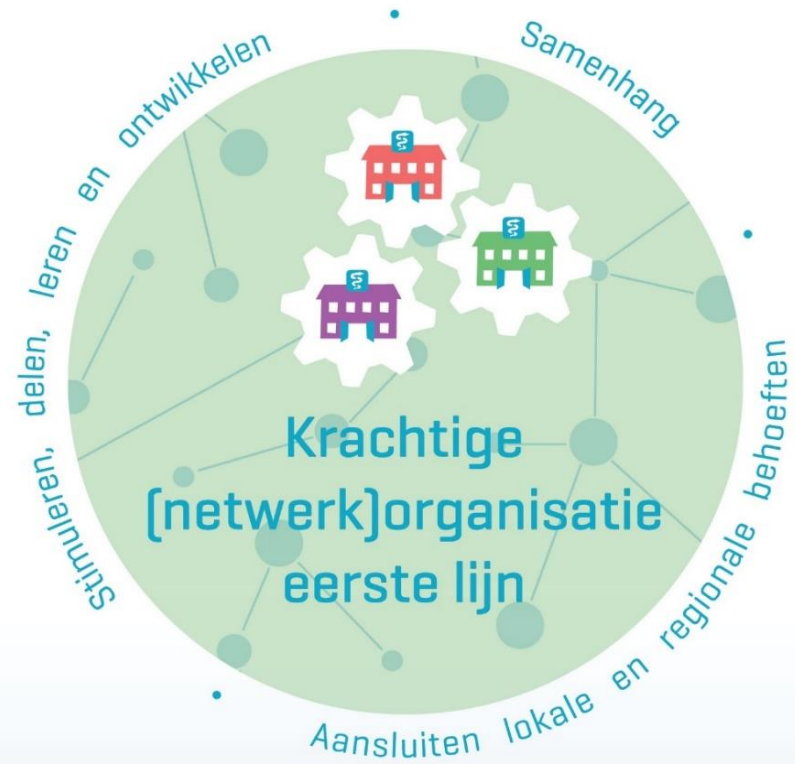 Stimuleren, delen, leren en ontwikkelen
Samenhang
Aansluiten lokale en regionale behoeften
Krachtige
(netwerk)organisatie
eerste lijn